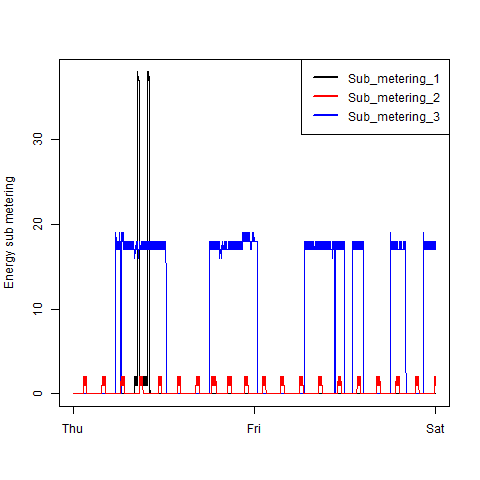 Sub_metering_1
Sub_metering_2
Sub_metering_3
Energy sub metering
30
20
10
0
Thu
Fri
Sat